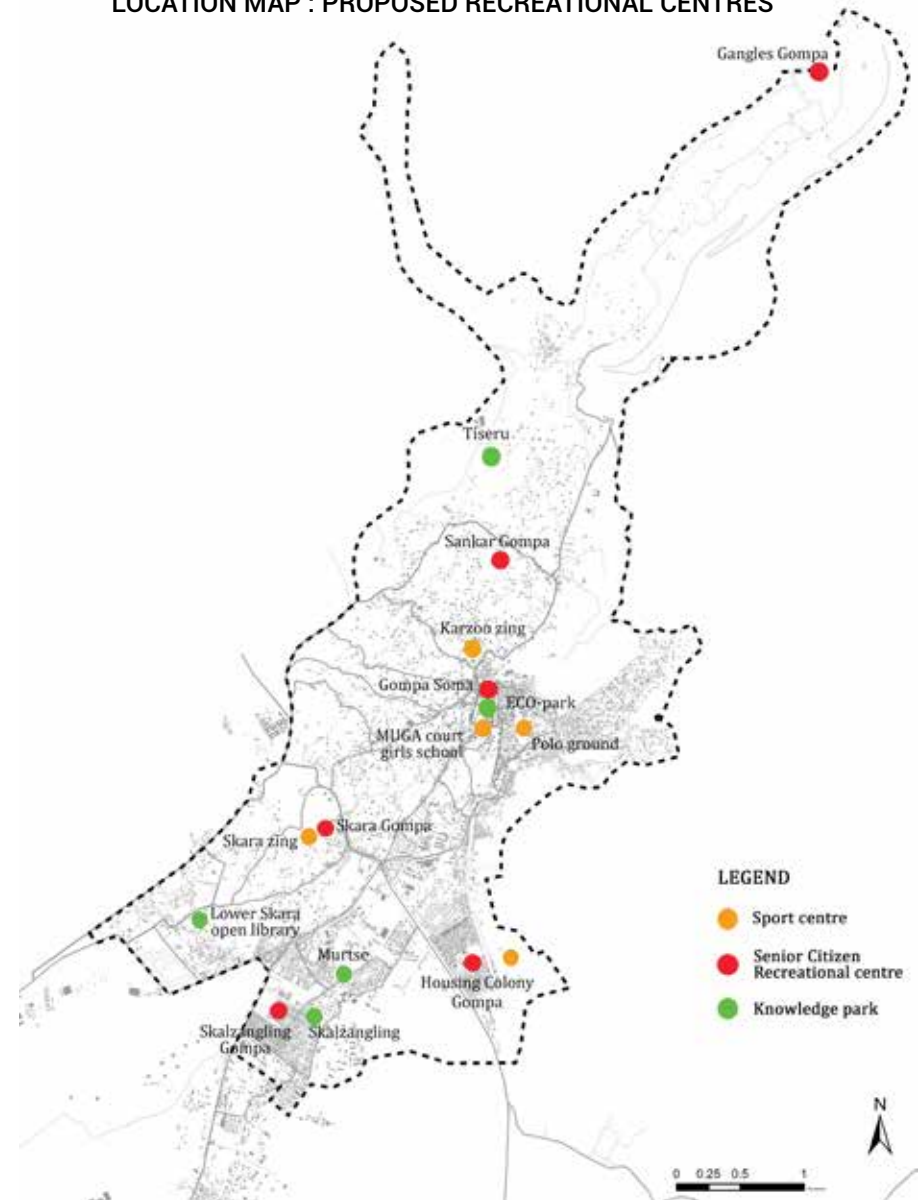 LOCATION MAP : PROPOSED RECREATIONAL CENTRES
Gangles Gompa
Tiseru
Sankar Gompa
Karzoo zing
Gompa Soma
ECO-park
MUGA court
girls school
Polo ground
Skara Gompa
Skara zing
Lower Skara
open library
Murtse
Housing Colony
Gompa
Skalzangling
Gompa
Skalzangling
LEGEND
Sport centre
Senior Citizen
Recreational centre
Knowledge park
N
0 0.25 0.5 1